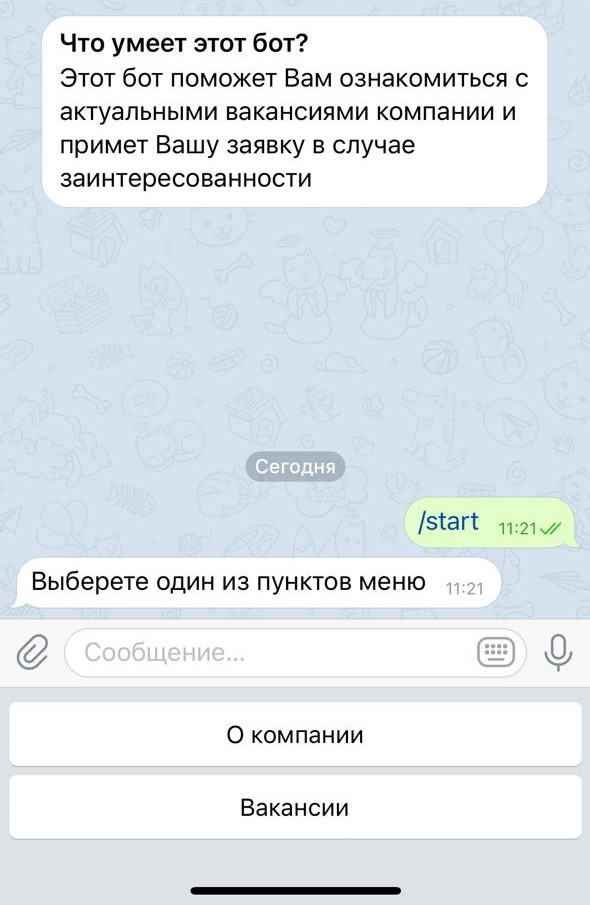 Что умеет этот бот?
Этот бот поможет Вам ознакомиться с
актуальными вакансиями компании и
примет Вашу заявку в случае
заинтересованности
Сегодня
/start 11:21
Выберете один из пунктов меню 11:21
Сообщение...
О компании
Вакансии